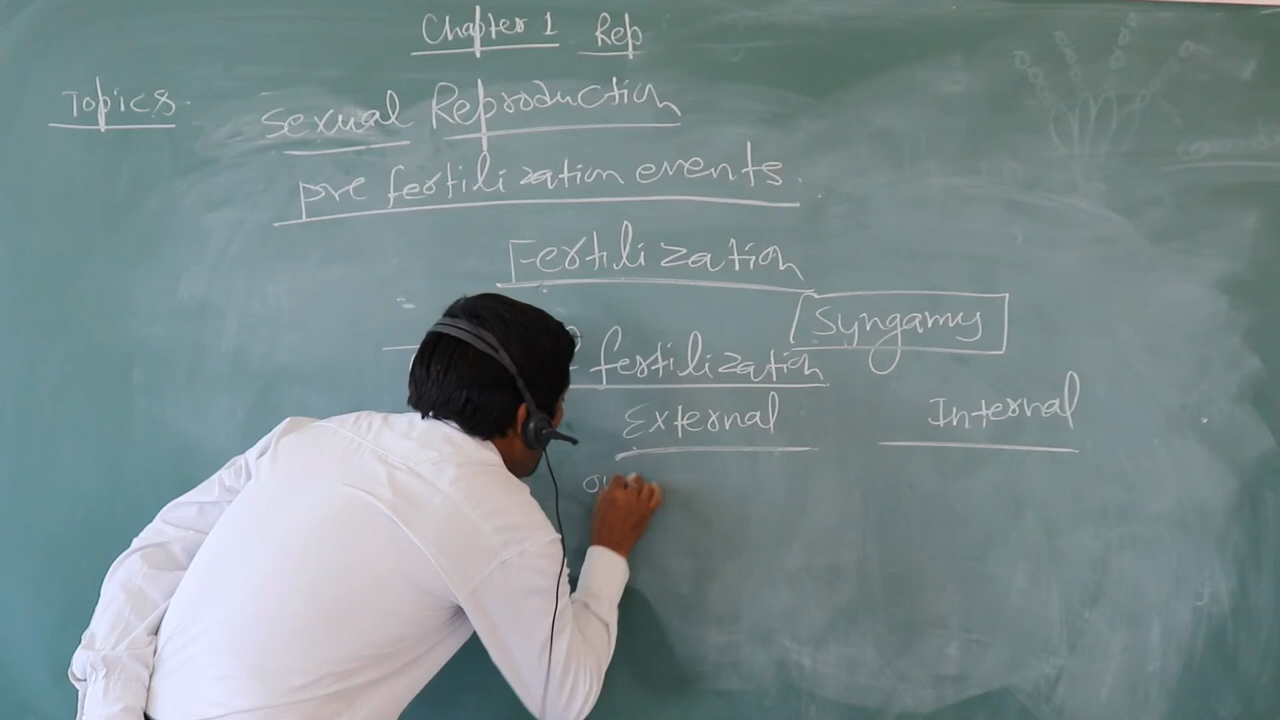 Chapter 1 Rep
Topics
Sexual Reproduction
pre fertilization events.
Fertilization
Syngamy
fertilization
External
Internal